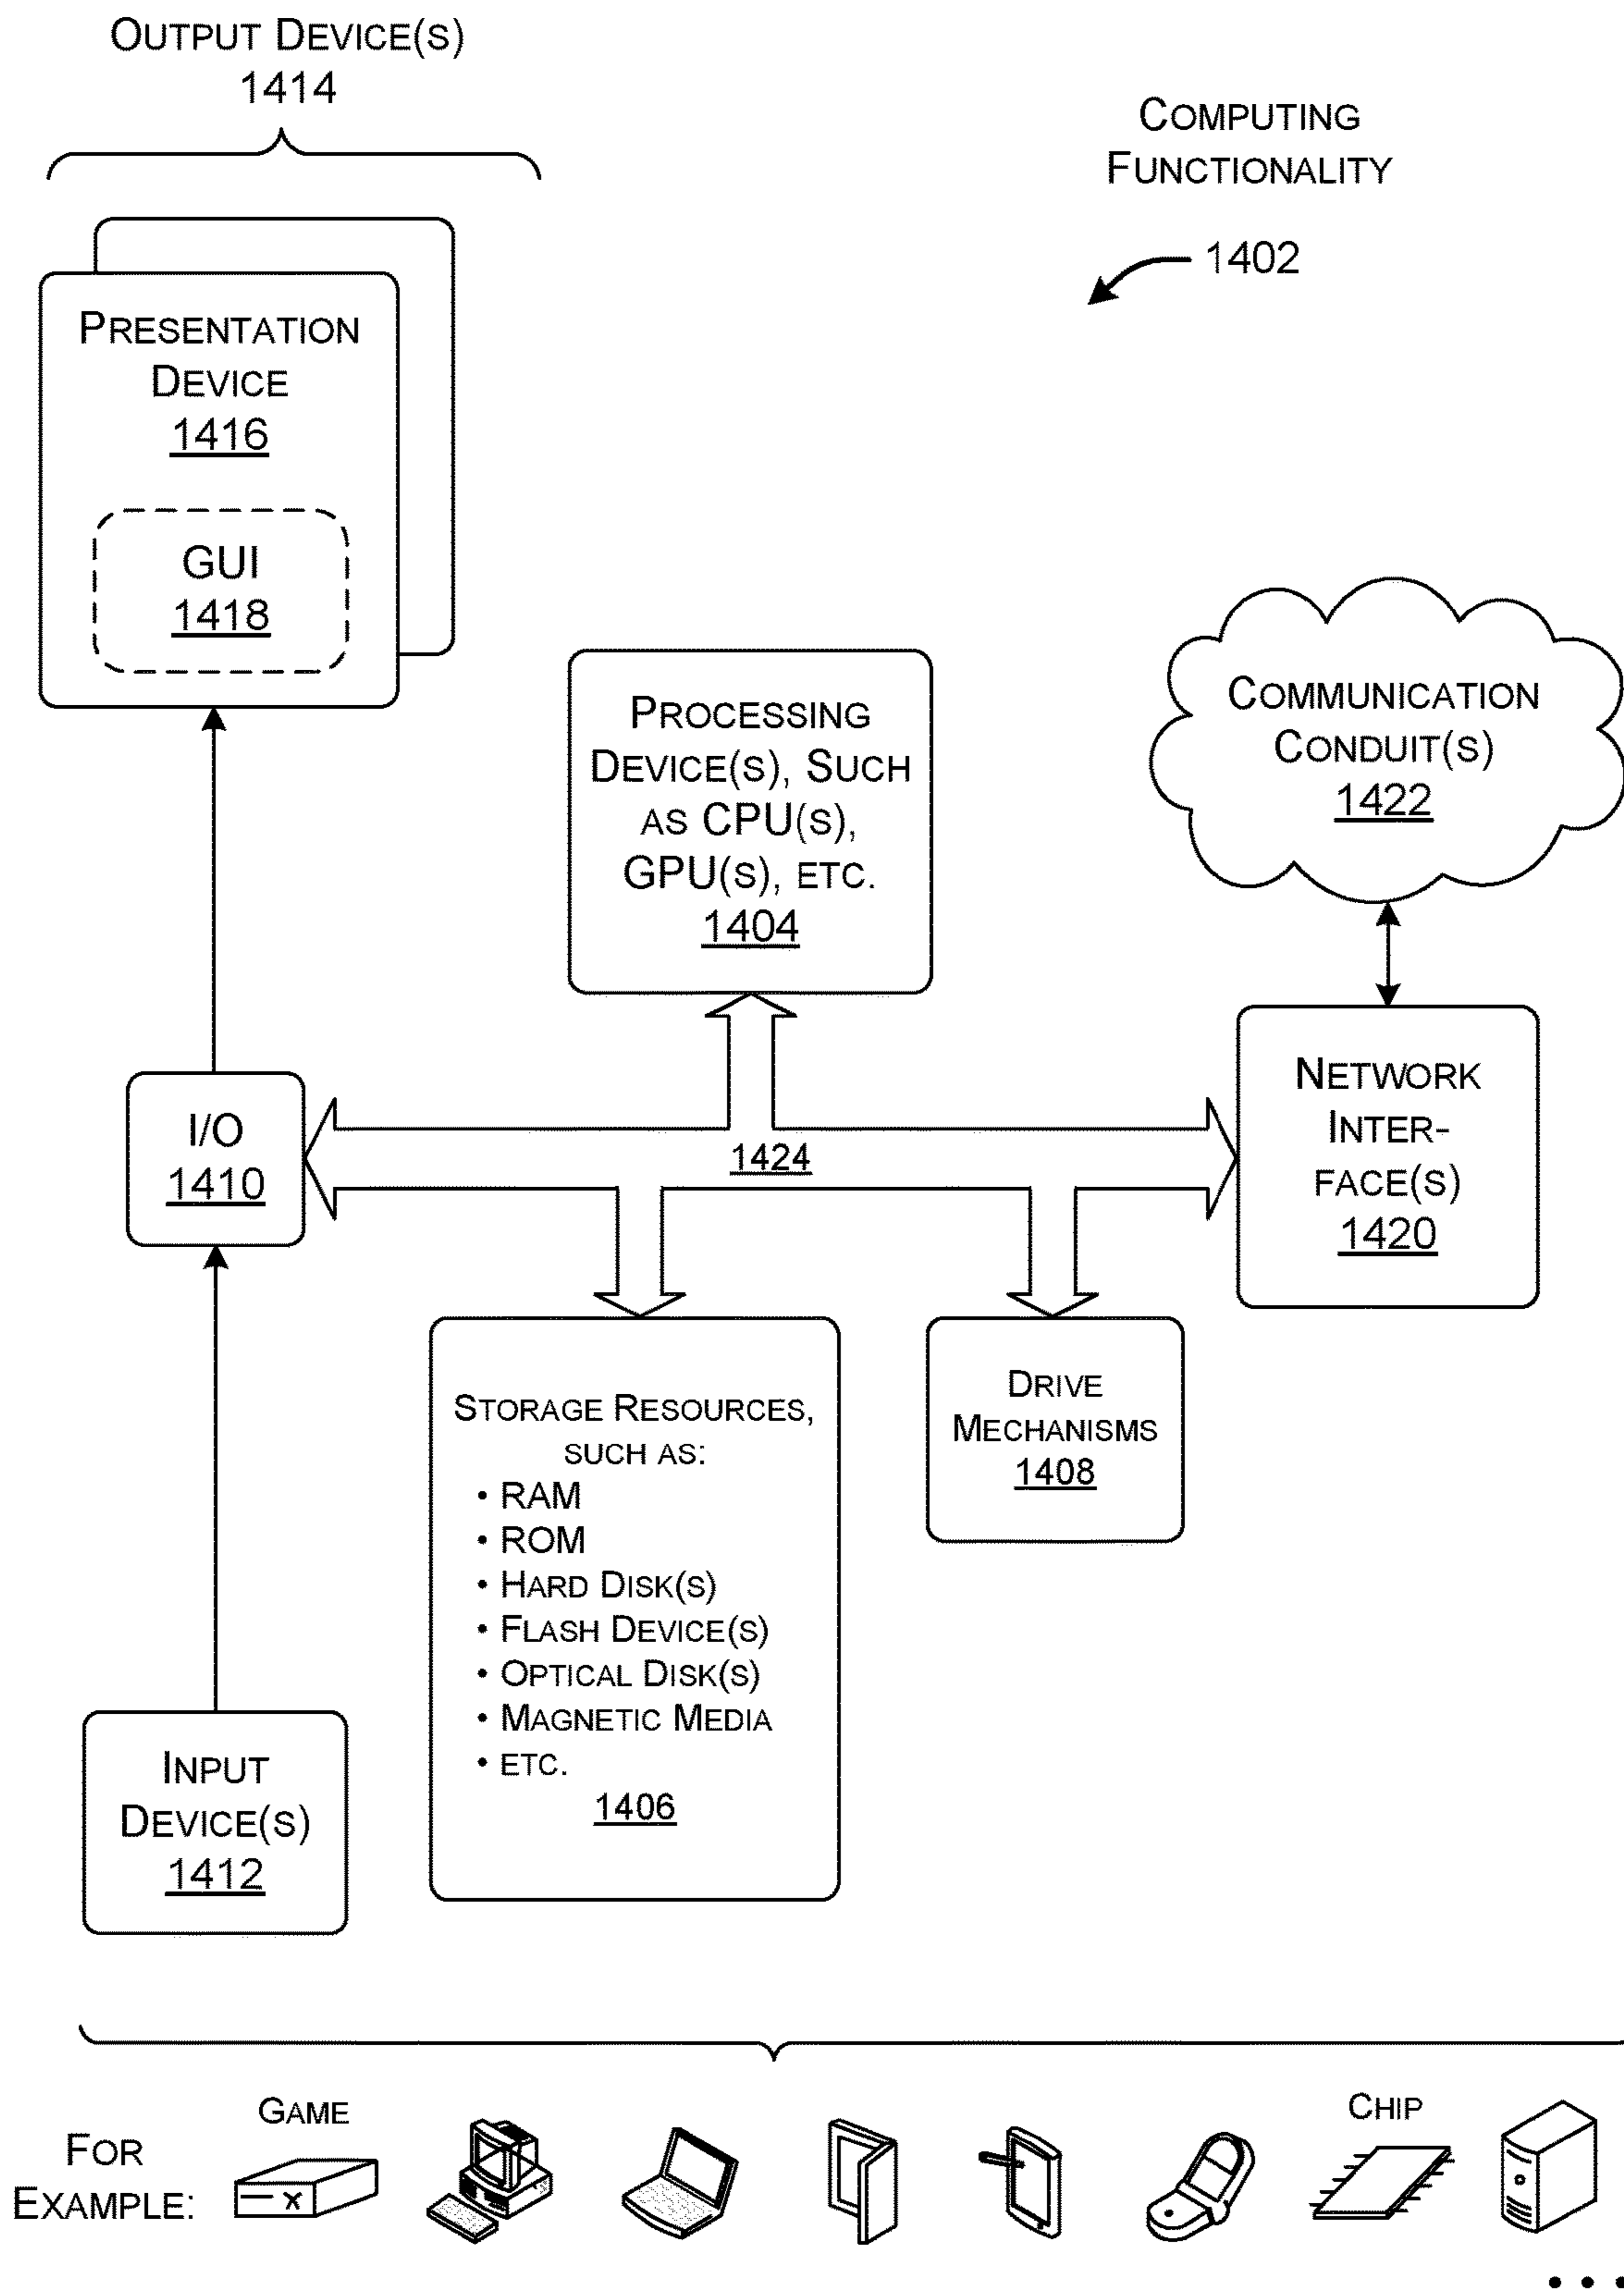 OUTPUT DEVICE(S)
1414
COMPUTING
FUNCTIONALITY
1402
PRESENTATION
DEVICE
1416
GUI
1418
PROCESSING
DEVICE(S), SUCH
AS CPU(S),
GPU(S), ETC.
1404
COMMUNICATION
CONDUIT(S)
1422
I/O
1410
1424
NETWORK
INTER-
FACE(S)
1420
STORAGE RESOURCES,
SUCH AS:
• RAM
• ROM
• HARD DISK(S)
• FLASH DEVICE(S)
• OPTICAL DISK(S)
• MAGNETIC MEDIA
• ETC.
1406
DRIVE
MECHANISMS
1408
INPUT
DEVICE(S)
1412
FOR
EXAMPLE:
GAME
X
CHIP
• • •